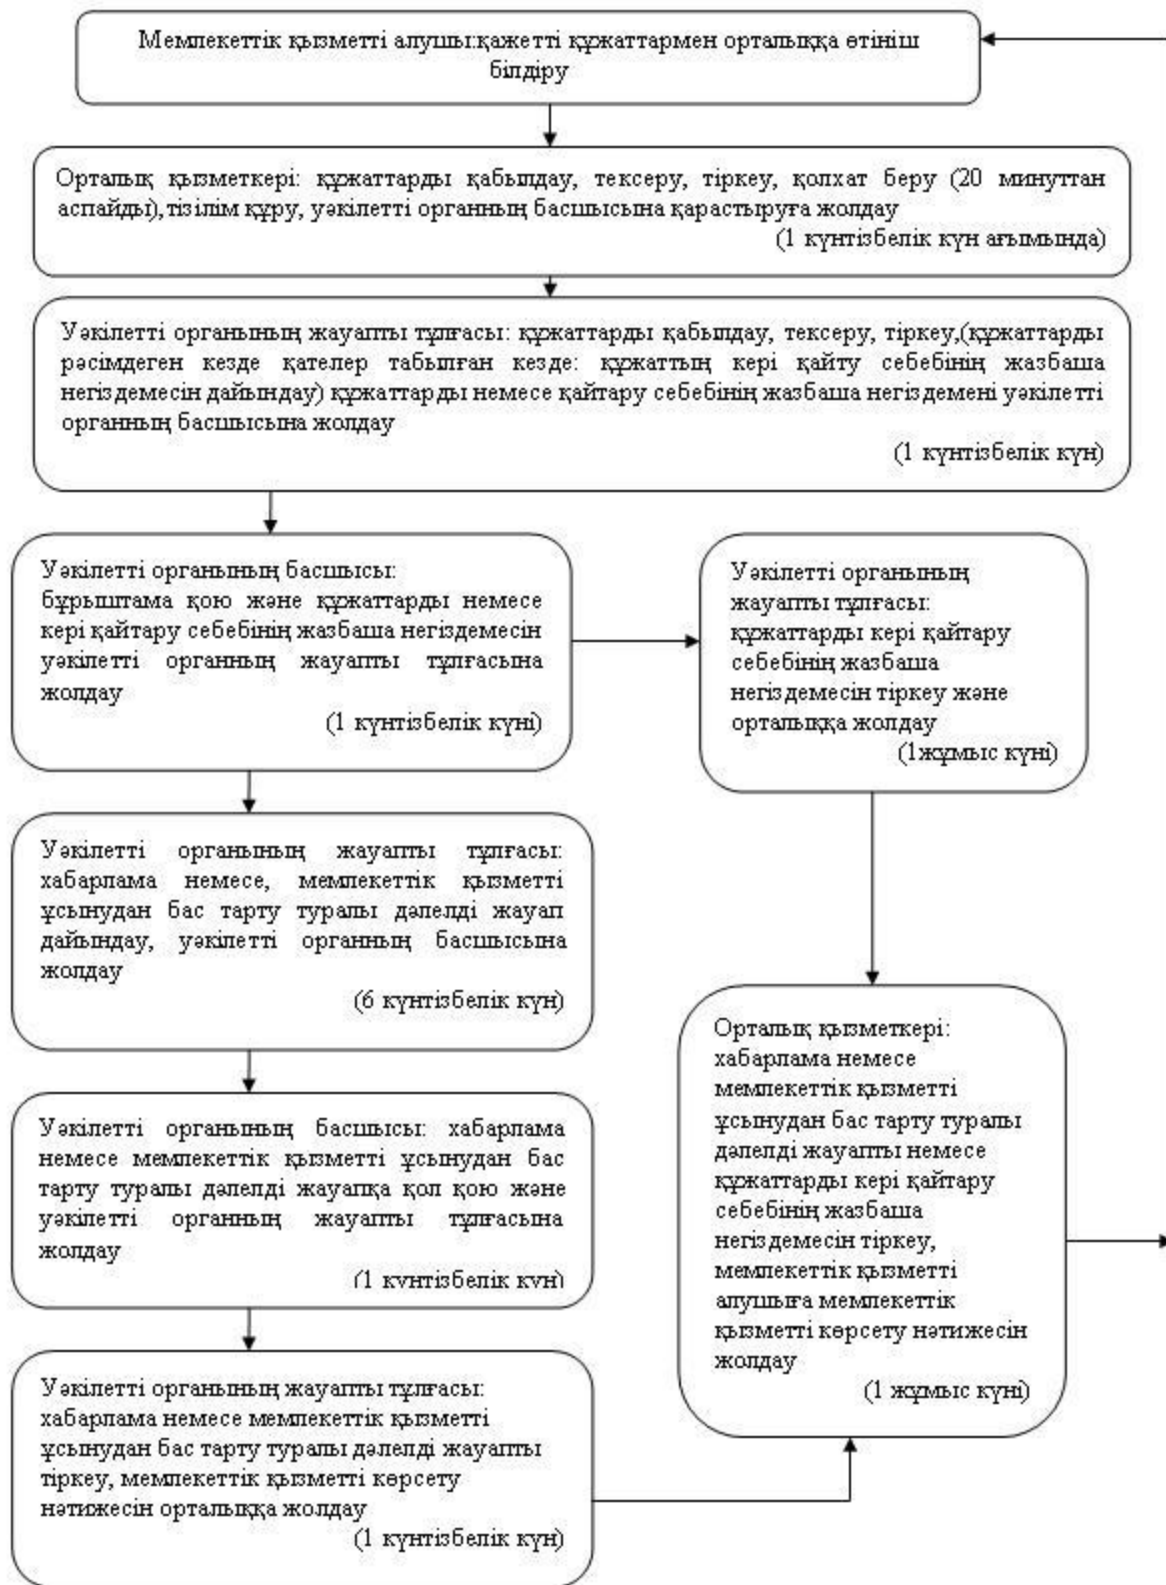 Мемлекеттік қызметті алушы:қажетті құжаттармен орталыққа өтініш
білдіру
Орталық қызметкері: құжаттарды қабылдау, тексеру, тіркеу, қолхат беру (20 минуттан
аспайды),тізілім құру, уәкілетті органның басшысына қарастыруға жолдау
(1 күнтізбелік күн ағымында)
Уәкілетті органының жауапты тұлғасы: құжаттарды қабылдау, тексеру, тіркеу,(құжаттарды
рәсімдеген кезде қателер табылған кезде: құжаттың кері қайту себебінің жазбаша
негіздемесін дайындау) құжаттарды немесе қайтару себебінің жазбаша негіздемені уәкілетті
органның басшысына жолдау
(1 күнтізбелік күн)
Уәкілетті органының басшысы:
бұрыштама қою және құжаттарды немесе
кері қайтару себебінің жазбаша негіздемесін
уәкілетті органның жауапты тұлғасына
жолдау
(1 күнтізбелік күні)
Уәкілетті органының
жауапты тұлғасы:
құжаттарды кері қайтару
себебінің жазбаша
негіздемесін тіркеу және
орталыққа жолдау
(1жұмыс күні)
Уәкілетті органының жауапты тұлғасы:
хабарлама немесе, мемлекеттік қызметті
ұсынудан бас тарту туралы дәлелді жауап
дайындау, уәкілетті органның басшысына
жолдау
(6 күнтізбелік күн)
Уәкілетті органының басшысы: хабарлама
немесе мемлекеттік қызметті ұсынудан бас
тарту туралы дәлелді жауапқа қол қою және
уәкілетті органның жауапты тұлғасына
жолдау
(1 күнтізбелік күн)
Уәкілетті органының жауапты тұлғасы:
хабарлама немесе мемлекеттік қызметті
ұсынудан бас тарту туралы дәлелді жауапты
тіркеу, мемлекеттік қызметті көрсету
нәтижесін орталыққа жолдау
(1 күнтізбелік күн)
Орталық қызметкері:
хабарлама немесе
мемлекеттік қызметті
ұсынудан бас тарту туралы
дәлелді жауапты немесе
құжаттарды кері қайтару
себебінің жазбаша
негіздемесін тіркеу,
мемлекеттік қызметті
алушыға мемлекеттік
қызметті көрсету нәтижесін
жолдау
(1 жұмыс күні)